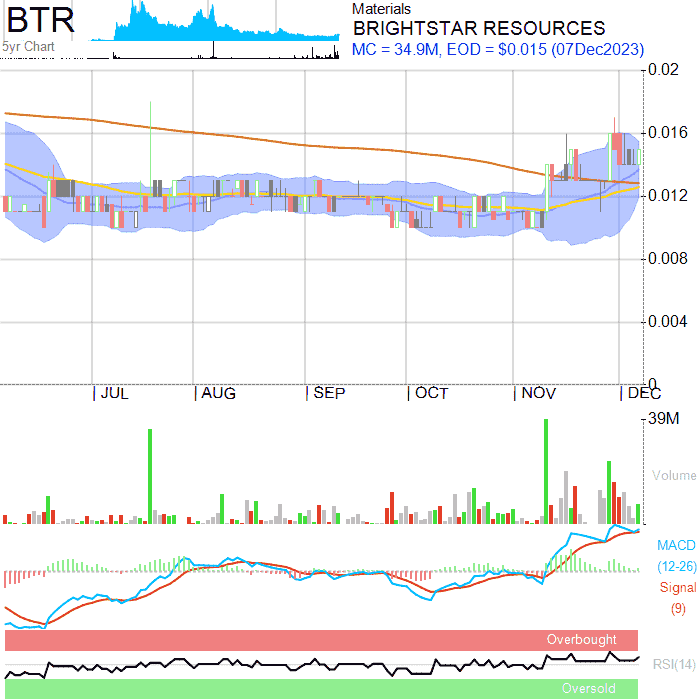 BTR
5yr Chart
Materials
BRIGHTSTAR RESOURCES
MC = 34.9M, EOD = $0.015 (07Dec2023)
0.02
0.016
0.012
0.008
0.004
0
JUL AUG SEP OCT NOV DEC
39M
Volume
MACD
(12-26)
Signal
(9)
Overbought
RSI(14)
Oversold